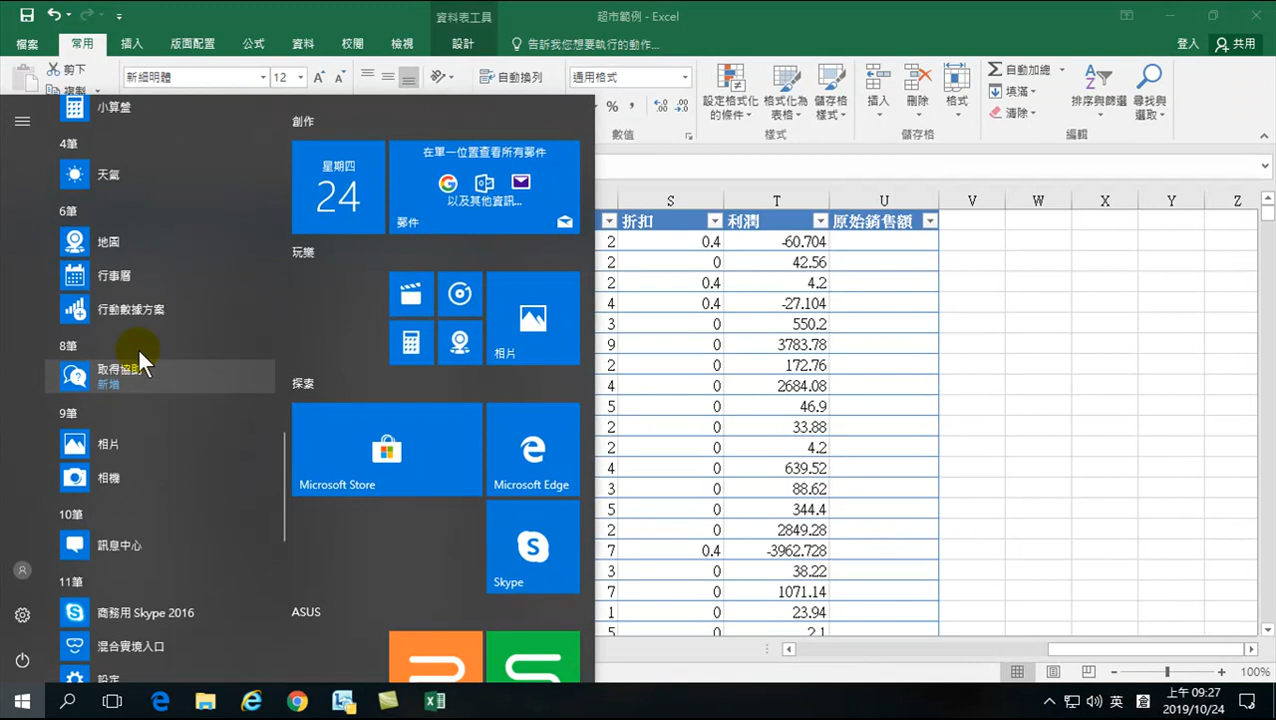 資料表工具
超市範例 - Excel
檔案
常用
插入
版面配置
公式
資料
校閱
檢視
設計
告訴我您想要執行的動作...
登入
共用
剪下
複製
新細明體
12
自動換列
通用格式
%
,
設定格式化
的條件
格式化為
表格
儲存格
樣式
插入
刪除
格式
自動加總
填滿
清除
排序與篩選
尋找與
選取
數值
樣式
儲存格
編輯
小算盤
4筆
天氣
6筆
地圖
行事曆
行動數據方案
8筆
取得協助
新增
9筆
相片
相機
10筆
訊息中心
11筆
商務用 Skype 2016
混合實境入口
設定
創作
星期四
24
在單一位置查看所有郵件
以及其他資訊...
郵件
玩樂
相片
探索
Microsoft Store
Microsoft Edge
Skype
ASUS
S T U V W X Y Z
折扣 利潤 原始銷售額
2 0.4 -60.704
2 0 42.56
2 0.4 4.2
4 0.4 -27.104
3 0 550.2
9 0 3783.78
2 0 172.76
4 0 2684.08
5 0 46.9
2 0 33.88
2 0 4.2
4 0 639.52
3 0 88.62
5 0 344.4
2 0 2849.28
7 0.4 -3962.728
3 0 38.22
7 0 1071.14
1 0 23.94
5 0 2.1
100%
英
上午 09:27
2019/10/24